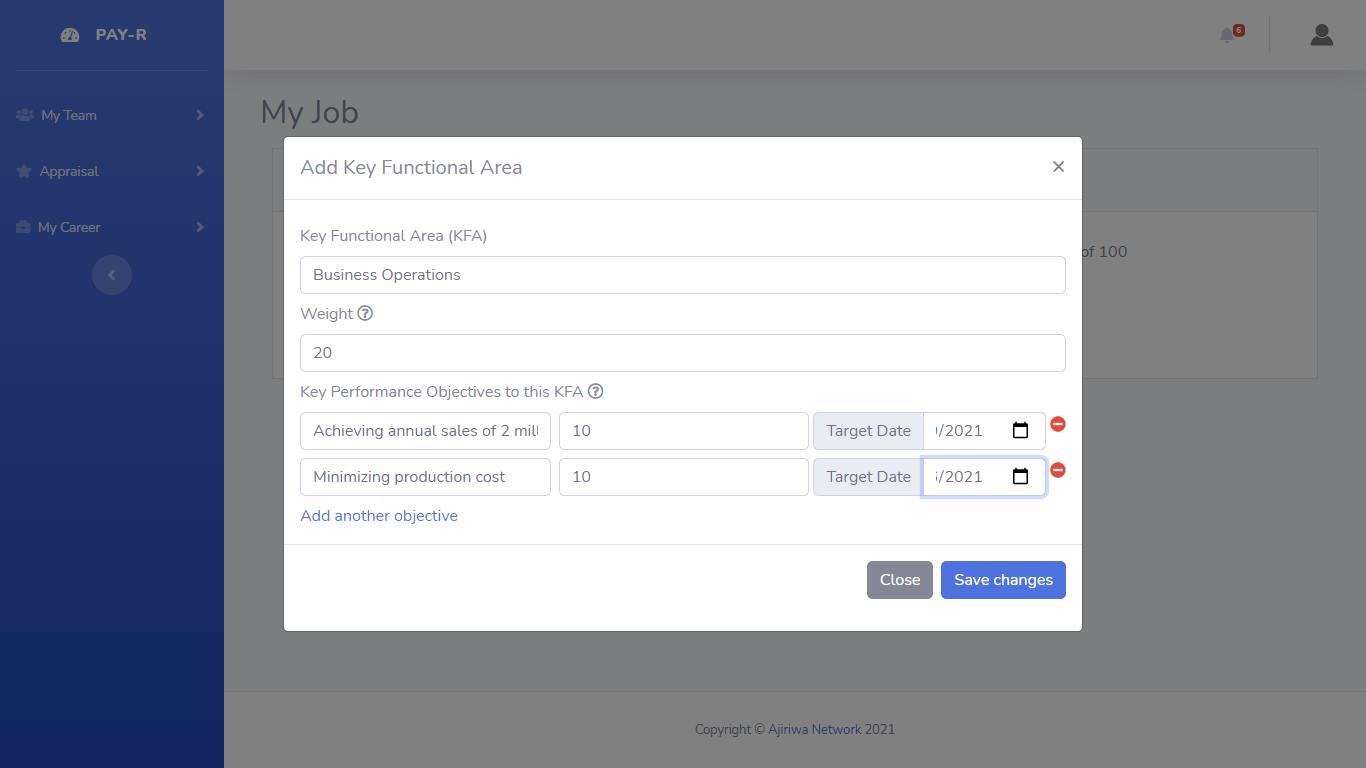 PAY-R
6
My Team
Appraisal
My Career
My Job
of 100
Add Key Functional Area
×
Key Functional Area (KFA)
Business Operations
Weight
20
Key Performance Objectives to this KFA
Achieving annual sales of 2 mill
10
Target Date
/2021
Minimizing production cost
10
Target Date
/2021
Add another objective
Close
Save changes
Copyright © Ajiriwa Network 2021